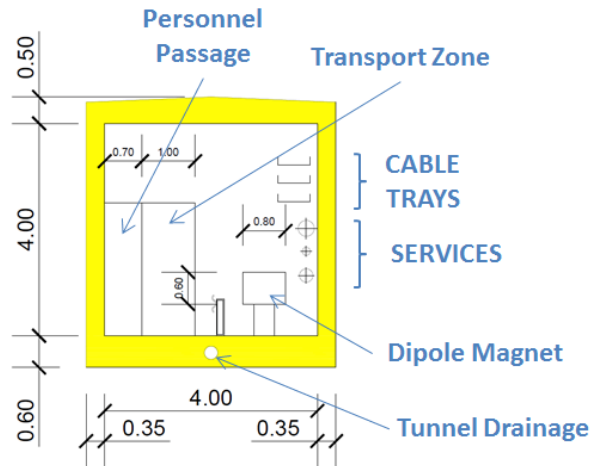 Personnel
Passage
Transport Zone
0.50
0.70
1.00
CABLE
TRAYS
4.00
0.80
SERVICES
0.60
Dipole Magnet
4.00
Tunnel Drainage
0.60
0.35
0.35